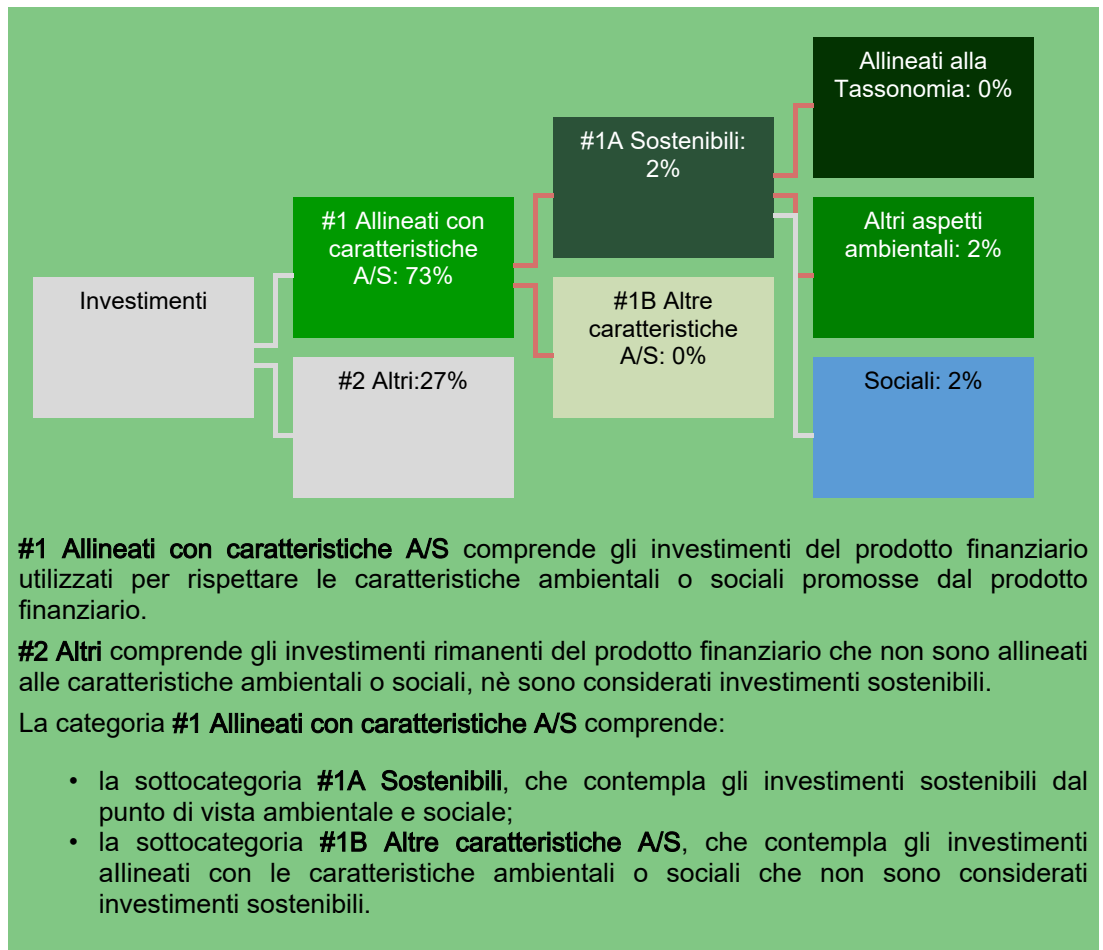 Allineati alla
Tassonomia: 0%
#1A Sostenibili:
2%
#1 Allineati con
caratteristiche
A/S: 73%
Altri aspetti
ambientali: 2%
Investimenti
#1B Altre
caratteristiche
A/S: 0%
#2 Altri:27%
Sociali: 2%
#1 Allineati con caratteristiche A/S comprende gli investimenti del prodotto finanziario
utilizzati per rispettare le caratteristiche ambientali o sociali promosse dal prodotto
finanziario.
#2 Altri comprende gli investimenti rimanenti del prodotto finanziario che non sono allineati
alle caratteristiche ambientali o sociali, nè sono considerati investimenti sostenibili.
La categoria #1 Allineati con caratteristiche A/S comprende:
• la sottocategoria #1A Sostenibili, che contempla gli investimenti sostenibili dal
punto di vista ambientale e sociale;
• la sottocategoria #1B Altre caratteristiche A/S, che contempla gli investimenti
allineati con le caratteristiche ambientali o sociali che non sono considerati
investimenti sostenibili.